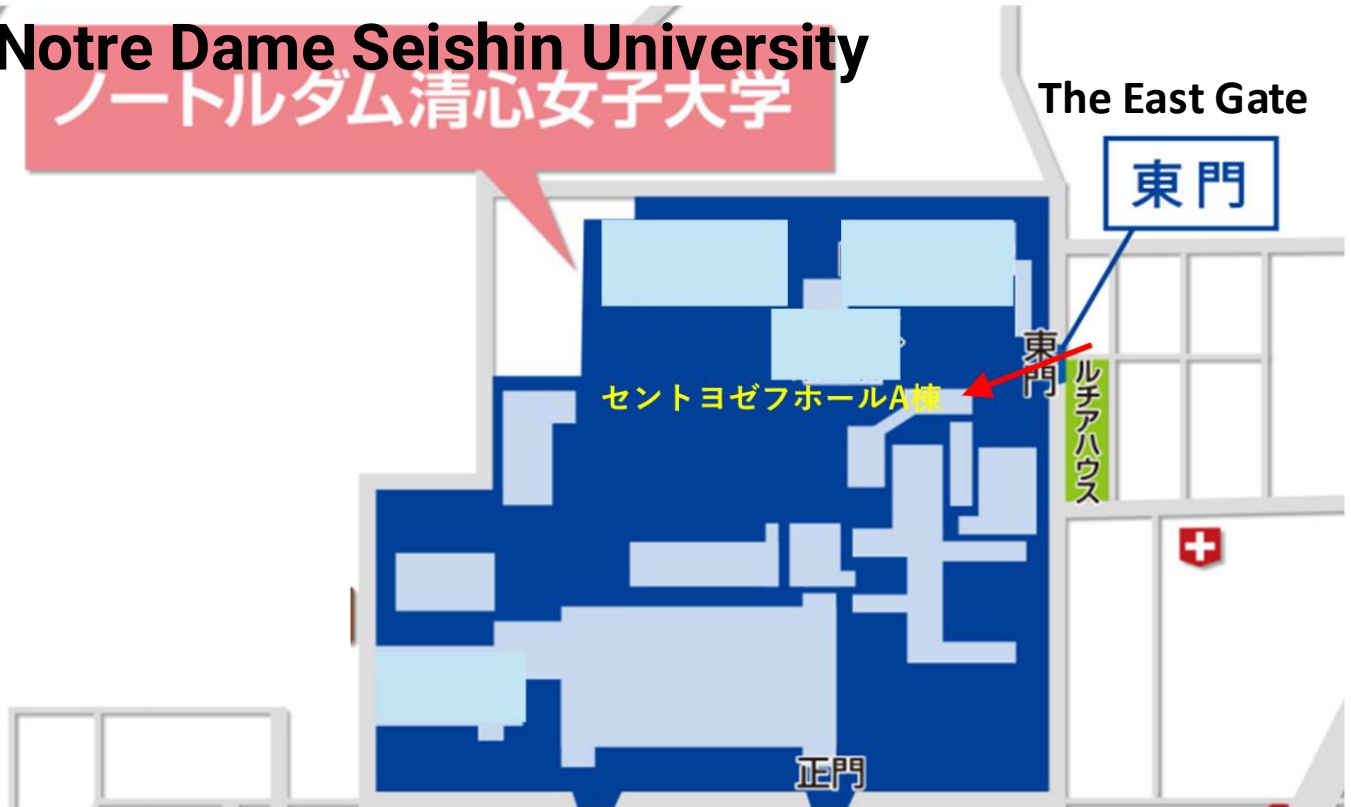 Notre Dame Seishin University
ノートルダム清心女子大学
The East Gate
東門
東門
ルチアハウス
セントヨゼフホールA棟
正門